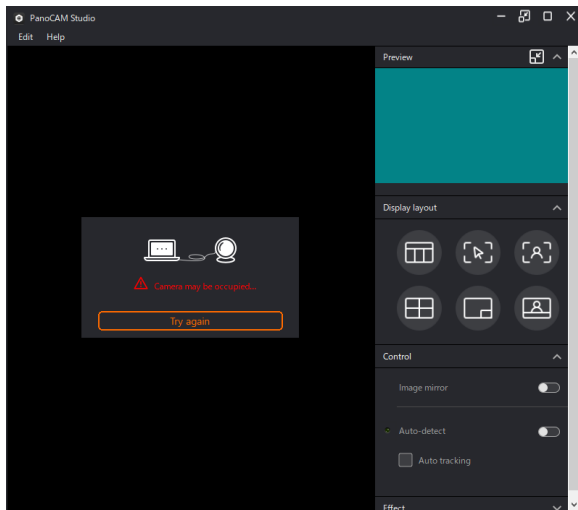 PanoCAM Studio
Edit Help
Preview
Display layout
Camera may be occupied...
Try again
Control
Image mirror
Auto-detect
Auto tracking
Effect